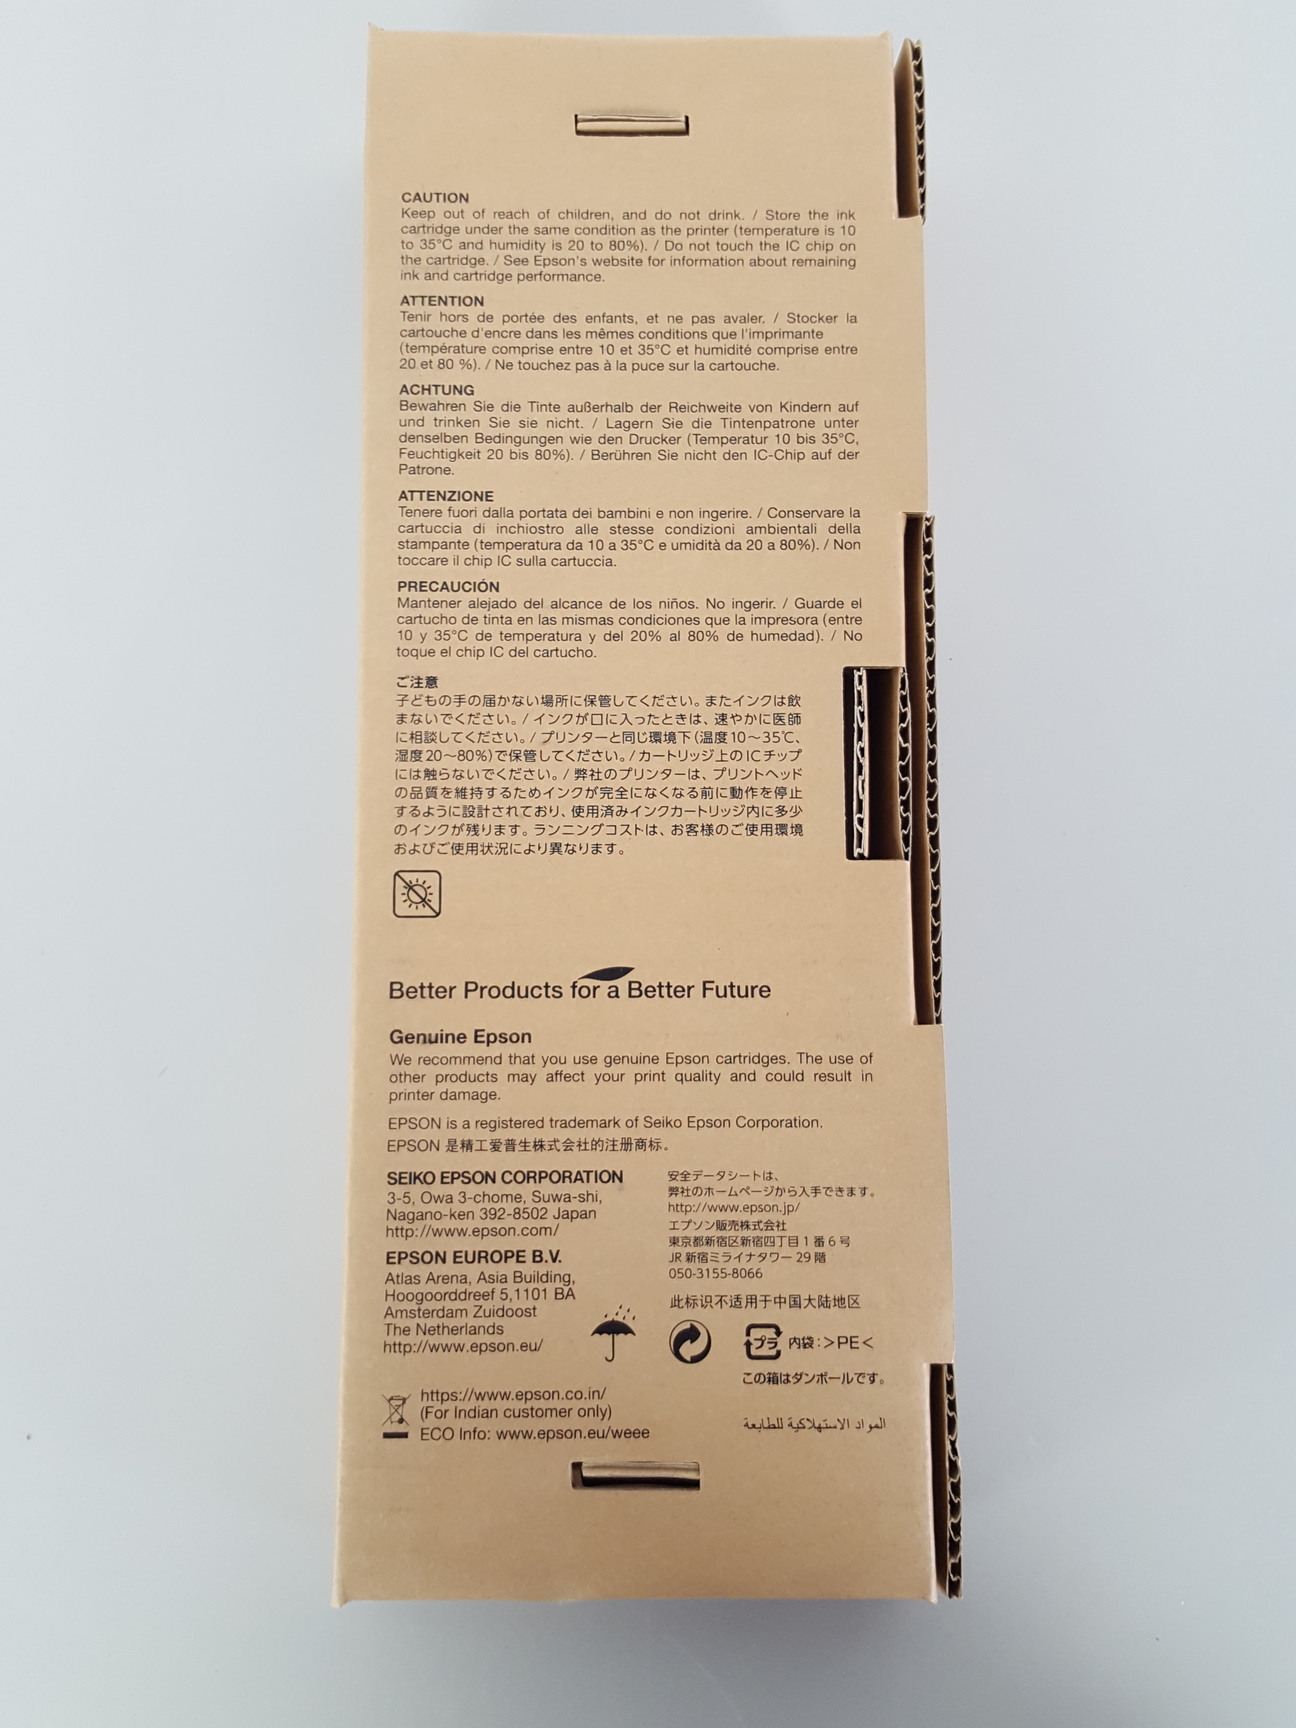 CAUTION
Keep out of reach of children, and do not drink. / Store the ink
cartridge under the same condition as the printer (temperature is 10
to 35°C and humidity is 20 to 80%). / Do not touch the IC chip on
the cartridge. / See Epson's website for information about remaining
ink and cartridge performance.
ATTENTION
Tenir hors de portée des enfants, et ne pas avaler. / Stocker la
cartouche d'encre dans les mêmes conditions que l'imprimante
(température comprise entre 10 et 35°C et humidité comprise entre
20 et 80 %). / Ne touchez pas à la puce sur la cartouche.
ACHTUNG
Bewahren Sie die Tinte außerhalb der Reichweite von Kindern auf
und trinken Sie sie nicht. / Lagern Sie die Tintenpatrone unter
denselben Bedingungen wie den Drucker (Temperatur 10 bis 35°C,
Feuchtigkeit 20 bis 80%). / Berühren Sie nicht den IC-Chip auf der
Patrone.
ATTENZIONE
Tenere fuori dalla portata dei bambini e non ingerire. / Conservare la
cartuccia di inchiostro alle stesse condizioni ambientali della
stampante (temperatura da 10 a 35°C e umidità da 20 a 80%). / Non
toccare il chip IC sulla cartuccia.
PRECAUCIÓN
Mantener alejado del alcance de los niños. No ingerir. / Guarde el
cartucho de tinta en las mismas condiciones que la impresora (entre
10 y 35°C de temperatura y del 20% al 80% de humedad). / No
toque el chip IC del cartucho.
ご注意
子どもの手の届かない場所に保管してください。またインクは飲
まないでください。/ インクが口に入ったときは、速やかに医師
に相談してください。/ プリンターと同じ環境下(温度10～35℃、
湿度20～80%)で保管してください。/ カートリッジ上のICチップ
には触らないでください。/ 弊社のプリンターは、プリントヘッド
の品質を維持するためインクが完全になくなる前に動作を停止
するように設計されており、使用済みインクカートリッジ内に多少
のインクが残ります。ランニングコストは、お客様のご使用環境
およびご使用状況により異なります。
Better Products for a Better Future
Genuine Epson
We recommend that you use genuine Epson cartridges. The use of
other products may affect your print quality and could result in
printer damage.
EPSON is a registered trademark of Seiko Epson Corporation.
EPSON 是精工爱普生株式会社的注册商标。
SEIKO EPSON CORPORATION
3-5, Owa 3-chome, Suwa-shi,
Nagano-ken 392-8502 Japan
http://www.epson.com/
EPSON EUROPE B.V.
Atlas Arena, Asia Building,
Hoogoorddreef 5,1101 BA
Amsterdam Zuidoost
The Netherlands
http://www.epson.eu/
https://www.epson.co.in/
(For Indian customer only)
ECO Info: www.epson.eu/weee
安全データシートは、
弊社のホームページから入手できます。
http://www.epson.jp/
エプソン販売株式会社
東京都新宿区新宿四丁目1番6号
JR新宿ミライナタワー 29階
050-3155-8066
此标识不适用于中国大陆地区
プラ 内袋:>PE<
この箱はダンボールです。
المواد الاستهلاكية للطابعة